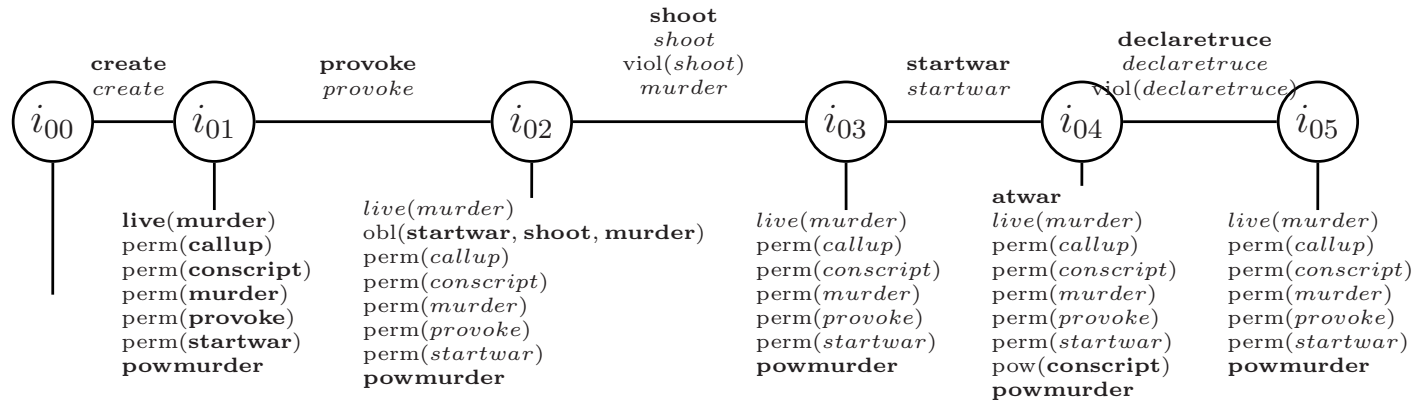 create
create
provoke
provoke
shoot
shoot
viol(shoot)
murder
startwar
startwar
declaretruce
declaretruce
viol(declaretruce)
i00
i01
i02
i03
i04
i05
live(murder)
perm(callup)
perm(conscript)
perm(murder)
perm(provoke)
perm(startwar)
powmurder
live(murder)
obl(startwar, shoot, murder)
perm(callup)
perm(conscript)
perm(murder)
perm(provoke)
perm(startwar)
powmurder
live(murder)
perm(callup)
perm(conscript)
perm(murder)
perm(provoke)
perm(startwar)
powmurder
atwar
live(murder)
perm(callup)
perm(conscript)
perm(murder)
perm(provoke)
perm(startwar)
pow(conscript)
powmurder
live(murder)
perm(callup)
perm(conscript)
perm(murder)
perm(provoke)
perm(startwar)
powmurder